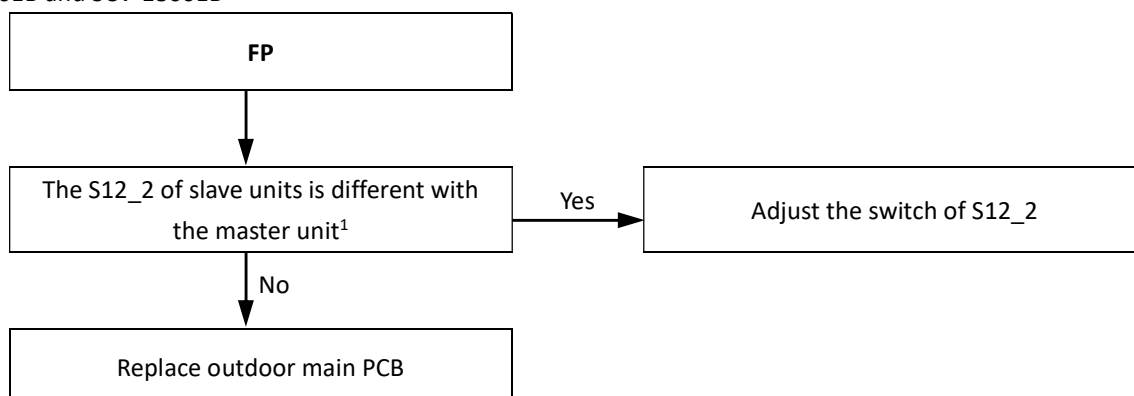 FP
The S12_2 of slave units is different with
the master unit¹
Yes
Adjust the switch of S12_2
No
Replace outdoor main PCB